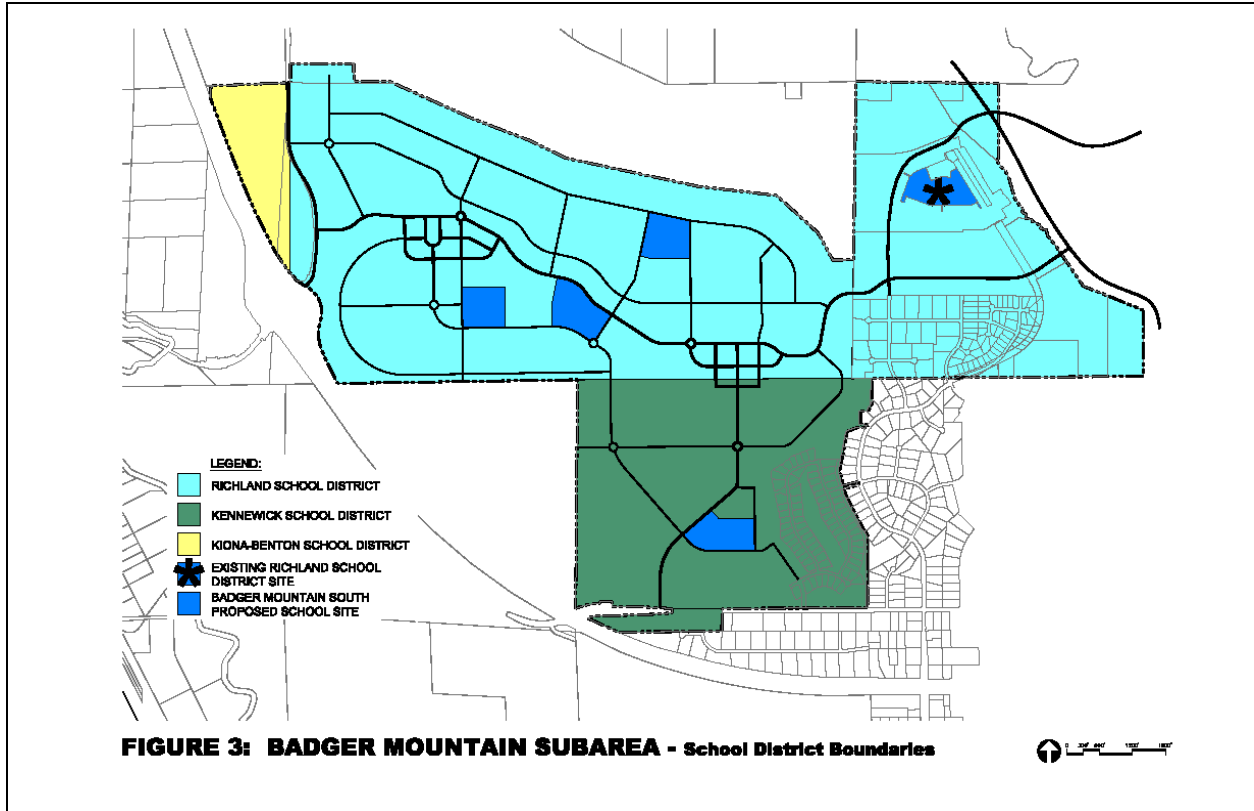 LEGEND:
RICHLAND SCHOOL DISTRICT
KENNEWICK SCHOOL DISTRICT
KIONA-BENTON SCHOOL DISTRICT
EXISTING RICHLAND SCHOOL
DISTRICT SITE
BADGER MOUNTAIN SOUTH
PROPOSED SCHOOL SITE
FIGURE 3: BADGER MOUNTAIN SUBAREA - School District Boundaries